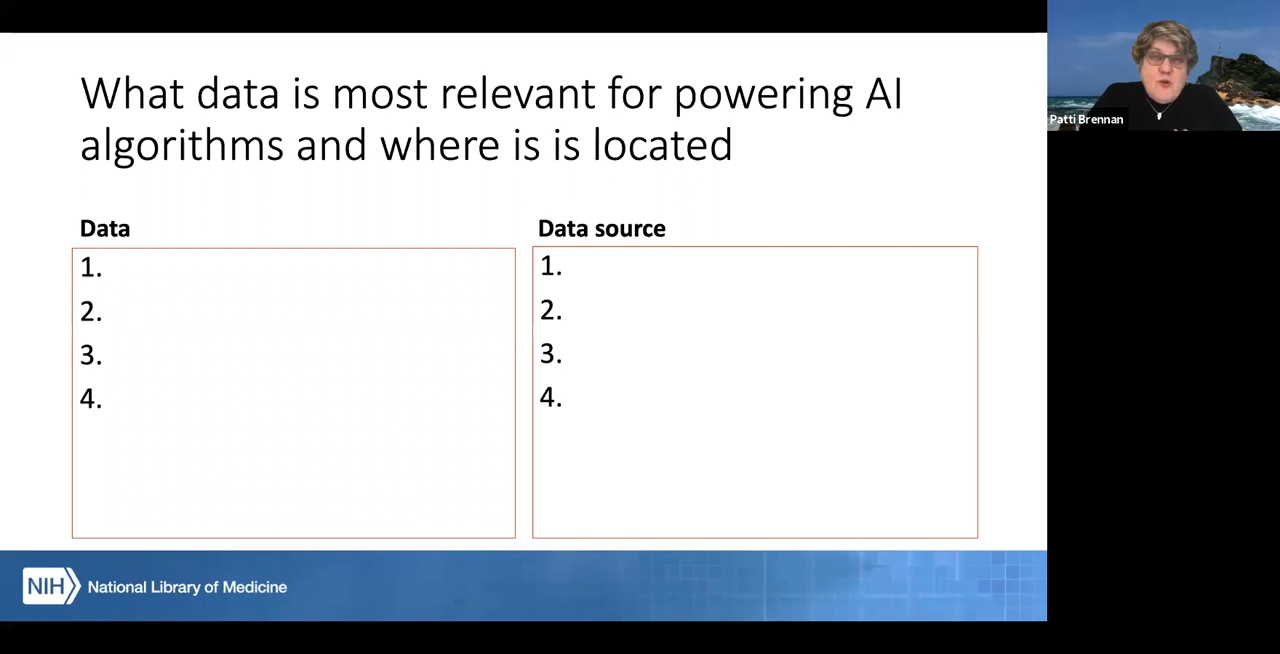 What data is most relevant for powering AI
algorithms and where is is located
Data
1.
2.
3.
4.
Data source
1.
2.
3.
4.
NIH National Library of Medicine
Patti Brennan